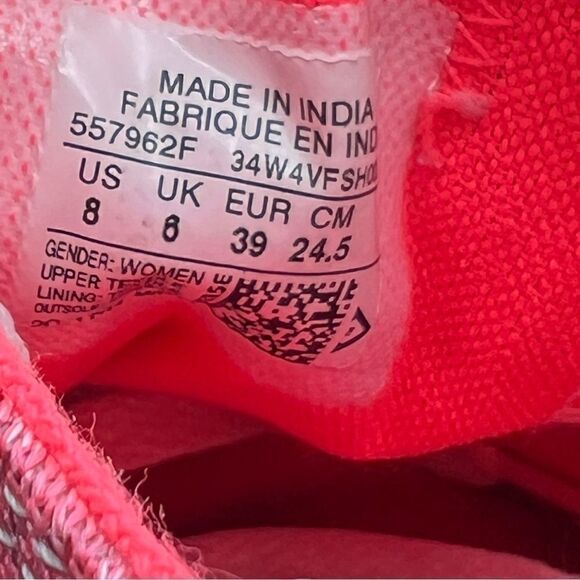 MADE IN INDIA
FABRIQUE EN IND
557962F 34W4VFSHO
US UK EUR CM
8 6 39 24.5
GENDER: WOMEN
UPPER
LINING: